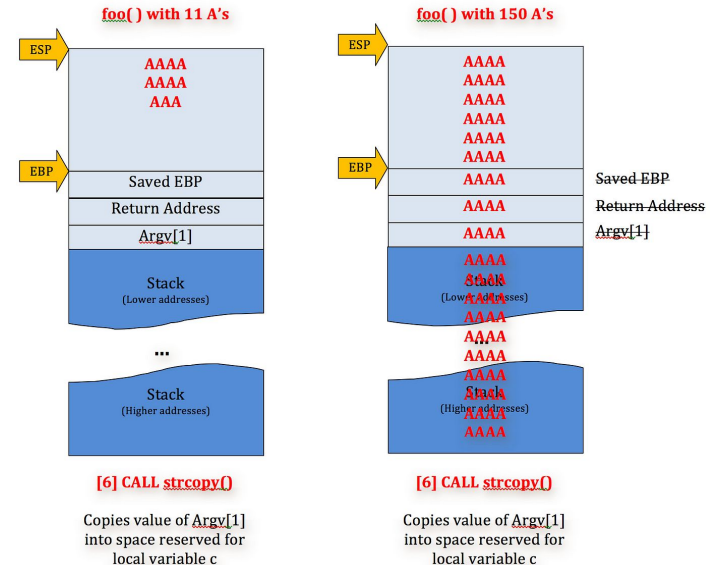 foo( ) with 11 A's
ESP
AAAA
AAAA
AAA
EBP
Saved EBP
Return Address
Argv[1]
Stack
(Lower addresses)
...
Stack
(Higher addresses)
[6] CALL strcopy()
Copies value of Argv[1]
into space reserved for
local variable c
foo( ) with 150 A's
ESP
AAAA
AAAA
AAAA
AAAA
AAAA
AAAA
EBP
AAAA
Saved EBP
AAAA
Return Address
AAAA
Argv[1]
AAAA
AAAA
Stack
AAAA
(Lower addresses)
AAAA
AAAA
...
AAAA
AAAA
AAAA
Stack
AAAA
(Higher addresses)
AAAA
[6] CALL strcopy()
Copies value of Argv[1]
into space reserved for
local variable c